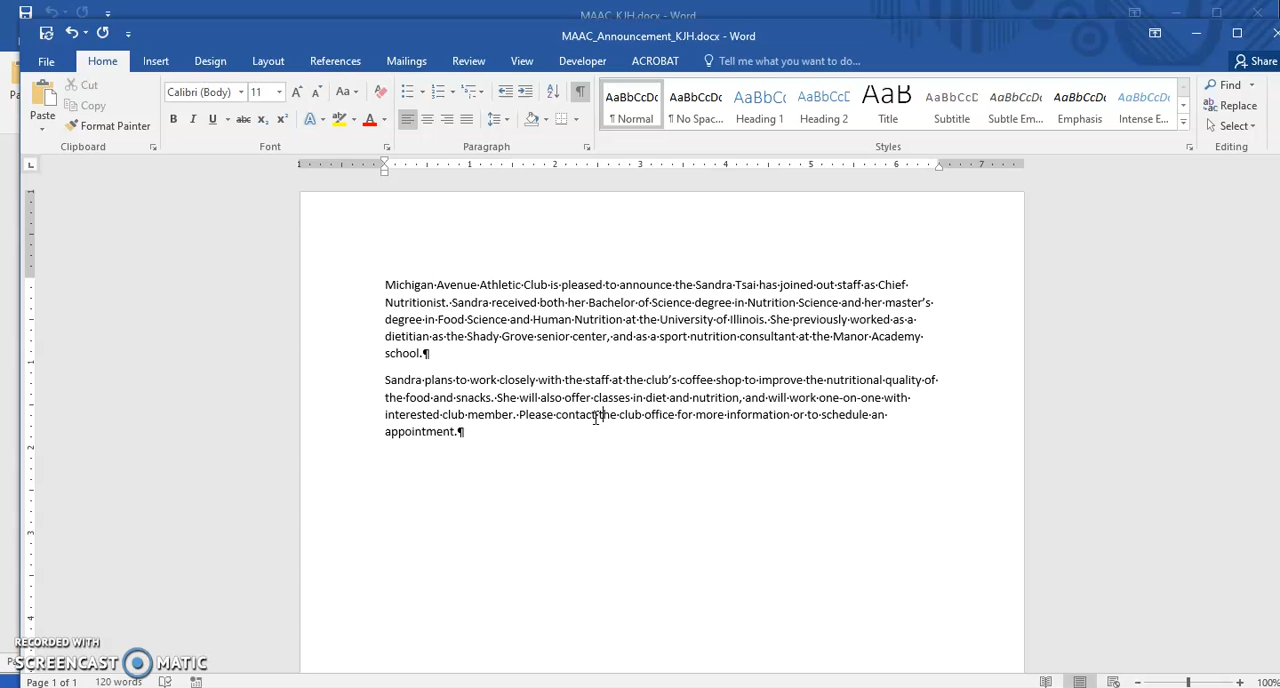 MAAC_KJH.docx - Word
MAAC_Announcement_KJH.docx - Word
File Home Insert Design Layout References Mailings Review View Developer ACROBAT Tell me what you want to do... Share
Paste
Cut
Copy
Format Painter
Clipboard
Calibri (Body) 11
Font
Paragraph
AaBbCcDc AaBbCcDc AaBbCc AaBbCcD AaB AaBbCcD AaBbCcDc AaBbCcDc AaBbCcDc
¶ Normal ¶ No Spac... Heading 1 Heading 2 Title Subtitle Subtle Em... Emphasis Intense E...
Styles
Find
Replace
Select
Editing
1 1 2 3 4 5 6 7
Michigan Avenue Athletic Club is pleased to announce the Sandra Tsai has joined out staff as Chief
Nutritionist. Sandra received both her Bachelor of Science degree in Nutrition Science and her master's
degree in Food Science and Human Nutrition at the University of Illinois. She previously worked as a
dietitian as the Shady Grove senior center, and as a sport nutrition consultant at the Manor Academy
school.¶
Sandra plans to work closely with the staff at the club's coffee shop to improve the nutritional quality of
the food and snacks. She will also offer classes in diet and nutrition, and will work one-on-one with
interested club member. Please contact the club office for more information or to schedule an
appointment.¶
RECORDED WITH
SCREENCAST MATIC
Page 1 of 1 120 words 100%